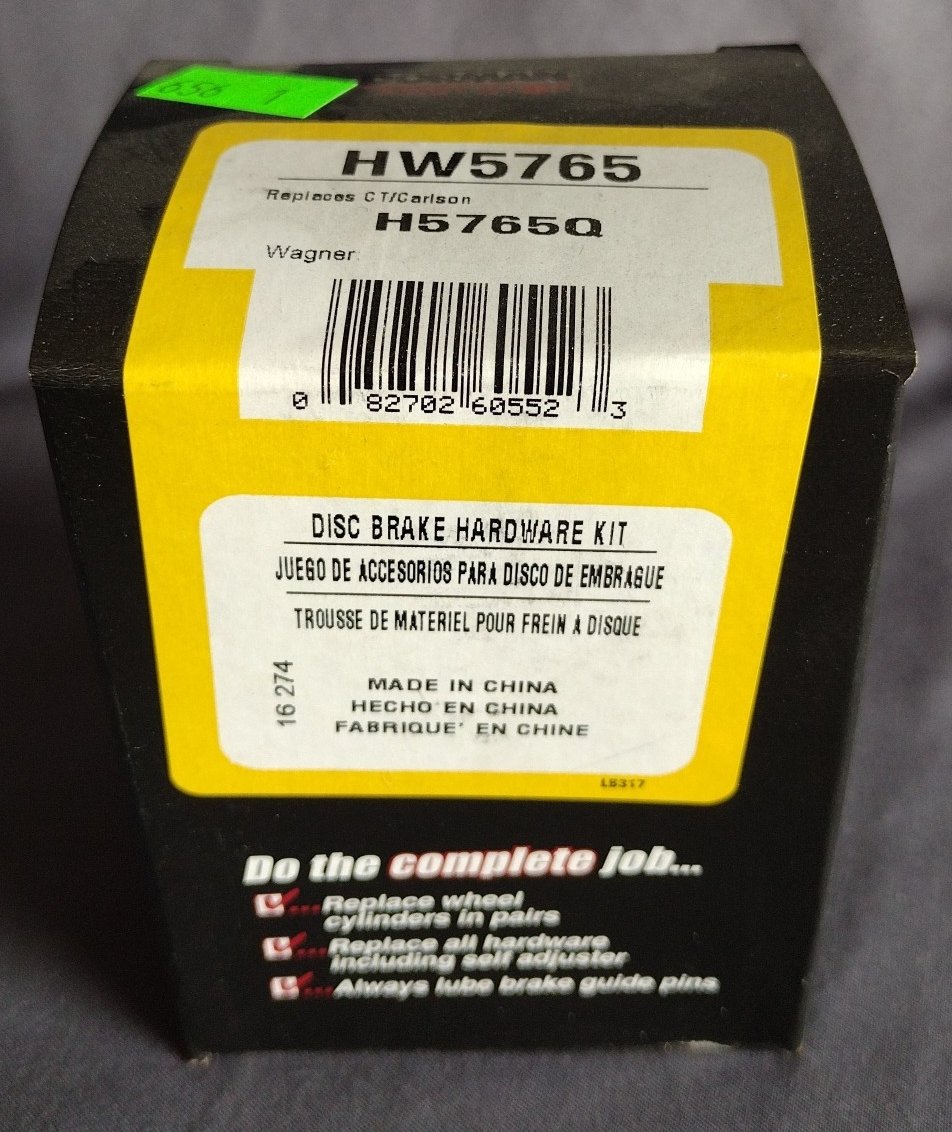 656 1
DORMAN
HW5765
Replaces CT/Carlson
H5765Q
Wagner
0 82702 60552 3
DISC BRAKE HARDWARE KIT
JUEGO DE ACCESORIOS PARA DISCO DE EMBRAGUE
TROUSSE DE MATERIEL POUR FREIN A DISQUE
16 274
MADE IN CHINA
HECHO EN CHINA
FABRIQUE' EN CHINE
LB317
Do the complete job...
...Replace wheel
cylinders in pairs
...Replace all hardware
including self adjuster
...Always lube brake guide pins